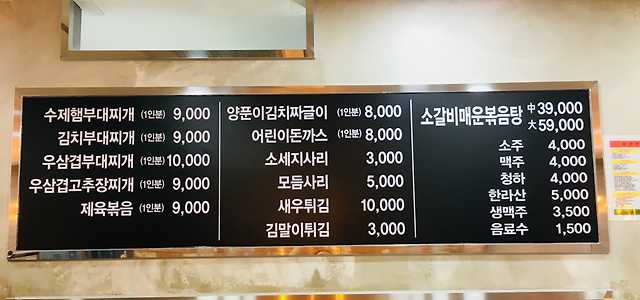 수제햄부대찌개 (1인분) 9,000
김치부대찌개 (1인분) 9,000
우삼겹부대찌개 (1인분) 10,000
우삼겹고추장찌개 (1인분) 9,000
제육볶음 (1인분) 9,000
양푼이김치짜글이 (1인분) 8,000
어린이돈까스 (1인분) 8,000
소세지사리 3,000
모듬사리 5,000
새우튀김 10,000
김말이튀김 3,000
소갈비매운볶음탕 中 39,000
大 59,000
소주 4,000
맥주 4,000
청하 4,000
한라산 5,000
생맥주 3,500
음료수 1,500